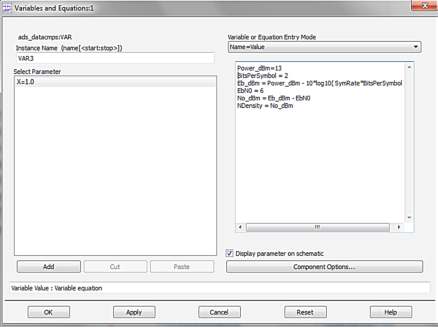 Variables and Equations:1
ads_datacmps:VAR
Instance Name (name[<start:stop>])
VAR3
Select Parameter
X=1.0
Add
Cut
Paste
Variable or Equation Entry Mode
Name=Value
Power_dBm=13
BitsPerSymbol = 2
Eb_dBm = Power_dBm - 10*log10( SymRate*BitsPerSymbol
EbN0 = 6
No_dBm = Eb_dBm - EbN0
NDensity = No_dBm
Display parameter on schematic
Component Options...
Variable Value : Variable equation
OK
Apply
Cancel
Reset
Help